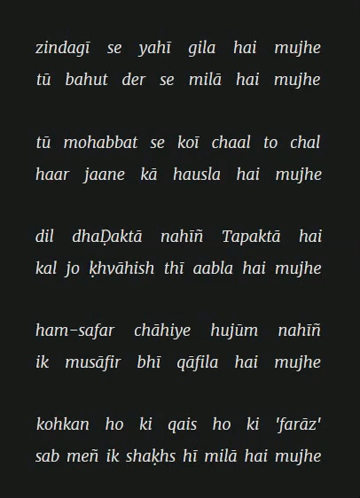 zindagī se yahī gila hai mujhe
tū bahut der se milā hai mujhe
tū mohabbat se koī chaal to chal
haar jaane kā hausla hai mujhe
dil dhaḌaktā nahīñ Tapaktā hai
kal jo ḳhvāhish thī aabla hai mujhe
ham-safar chāhiye hujūm nahīñ
ik musāfir bhī qāfila hai mujhe
kohkan ho ki qais ho ki 'farāz'
sab meñ ik shaḳhs hī milā hai mujhe